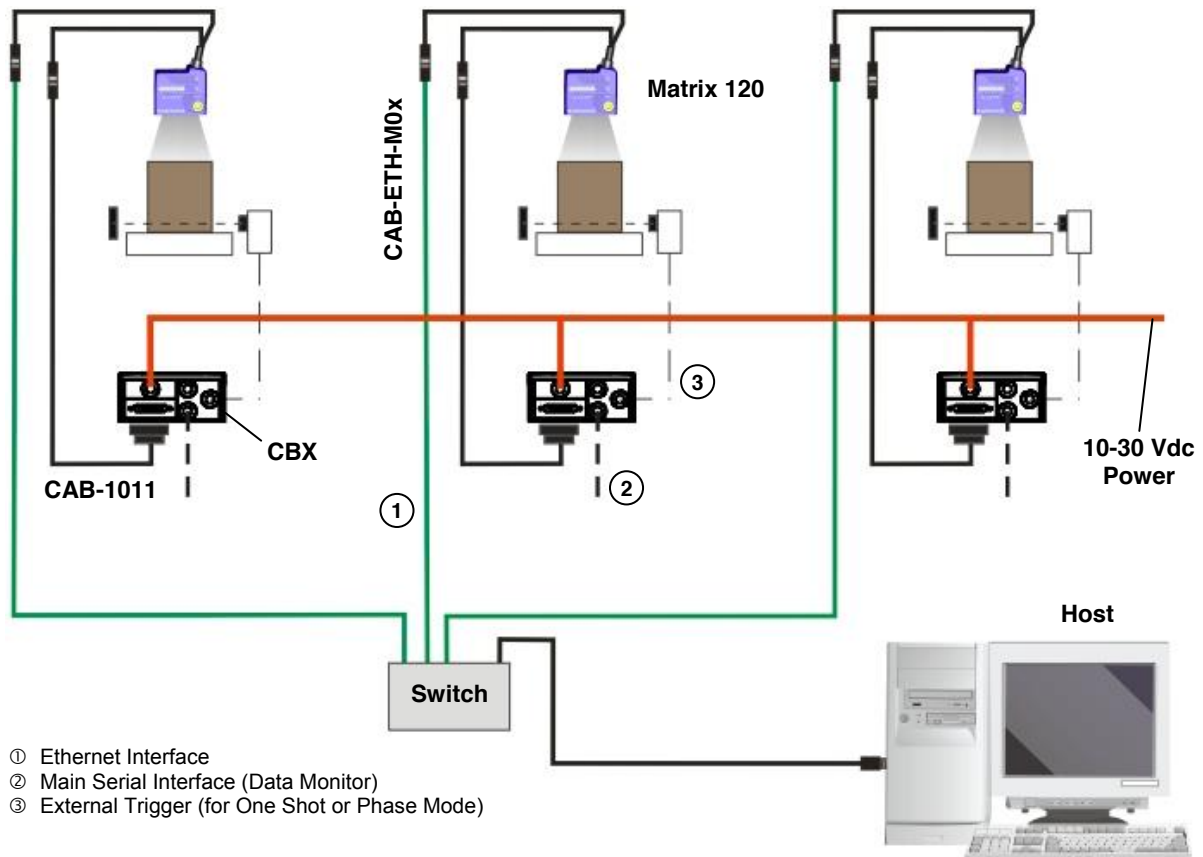 Matrix 120
CAB-ETH-M0x
③
CBX
10-30 Vdc
Power
CAB-1011
②
①
Host
Switch
① Ethernet Interface
② Main Serial Interface (Data Monitor)
③ External Trigger (for One Shot or Phase Mode)